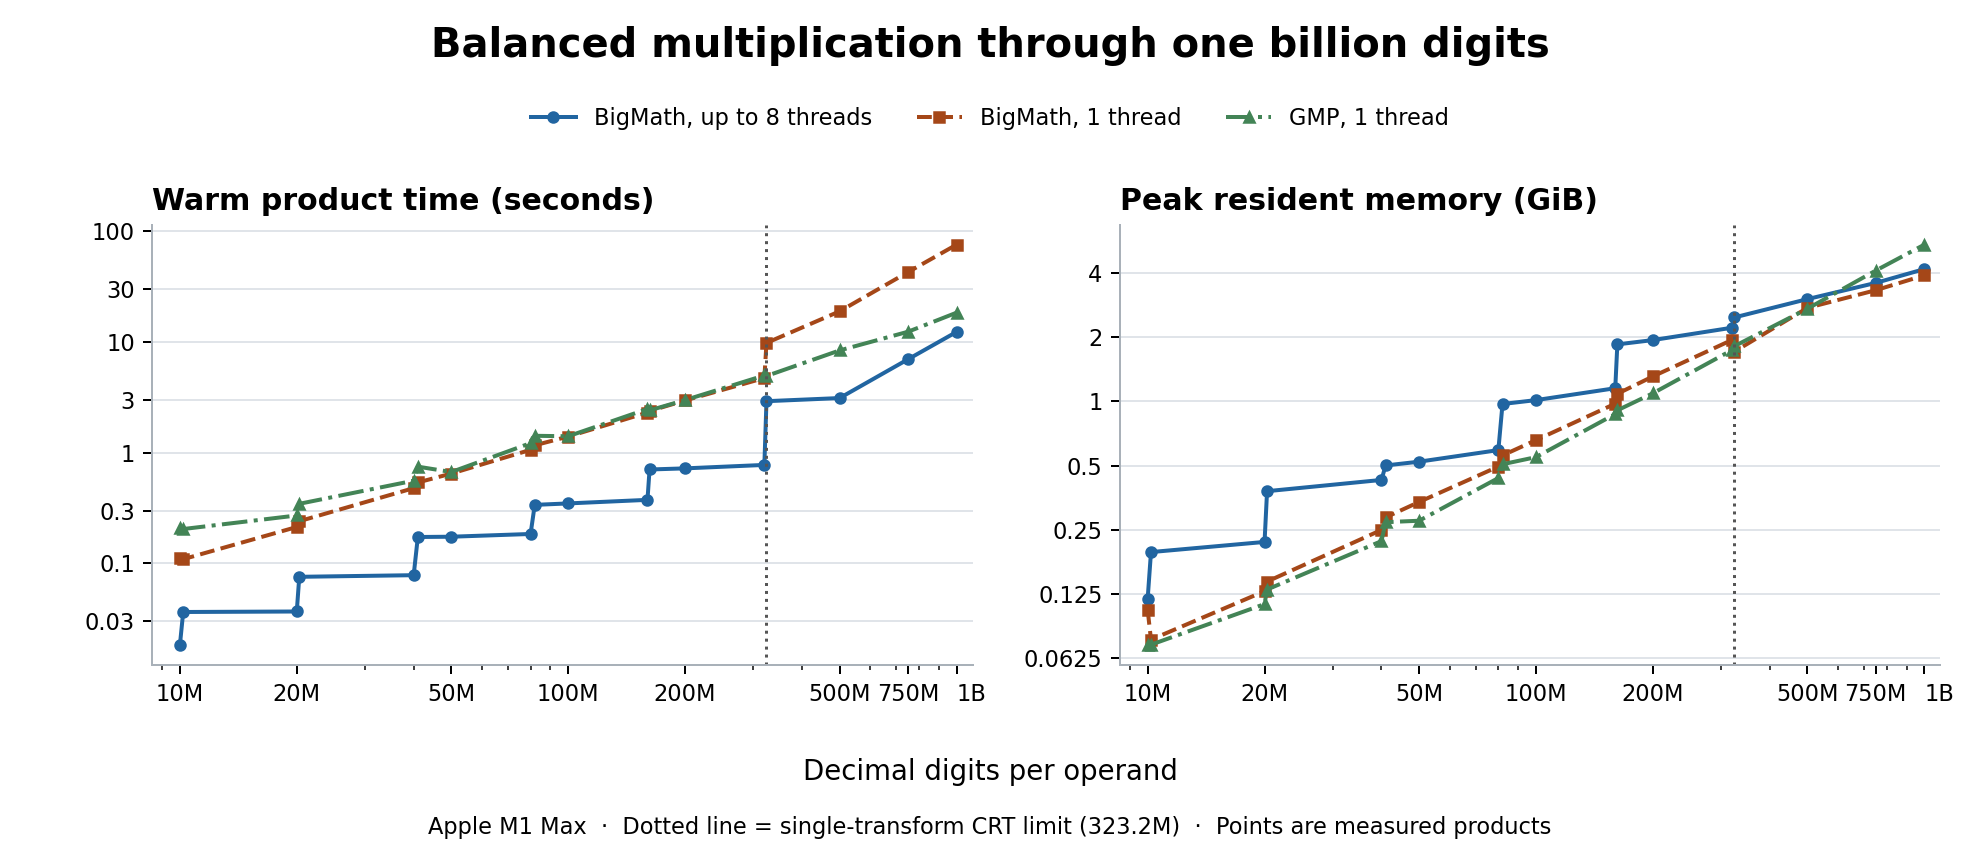 Balanced multiplication through one billion digits
BigMath, up to 8 threads
BigMath, 1 thread
GMP, 1 thread
Warm product time (seconds)
100
30
10
3
1
0.3
0.1
0.03
10M
20M
50M
100M
200M
500M
750M
1B
Peak resident memory (GiB)
4
2
1
0.5
0.25
0.125
0.0625
10M
20M
50M
100M
200M
500M
750M
1B
Decimal digits per operand
Apple M1 Max · Dotted line = single-transform CRT limit (323.2M) · Points are measured products